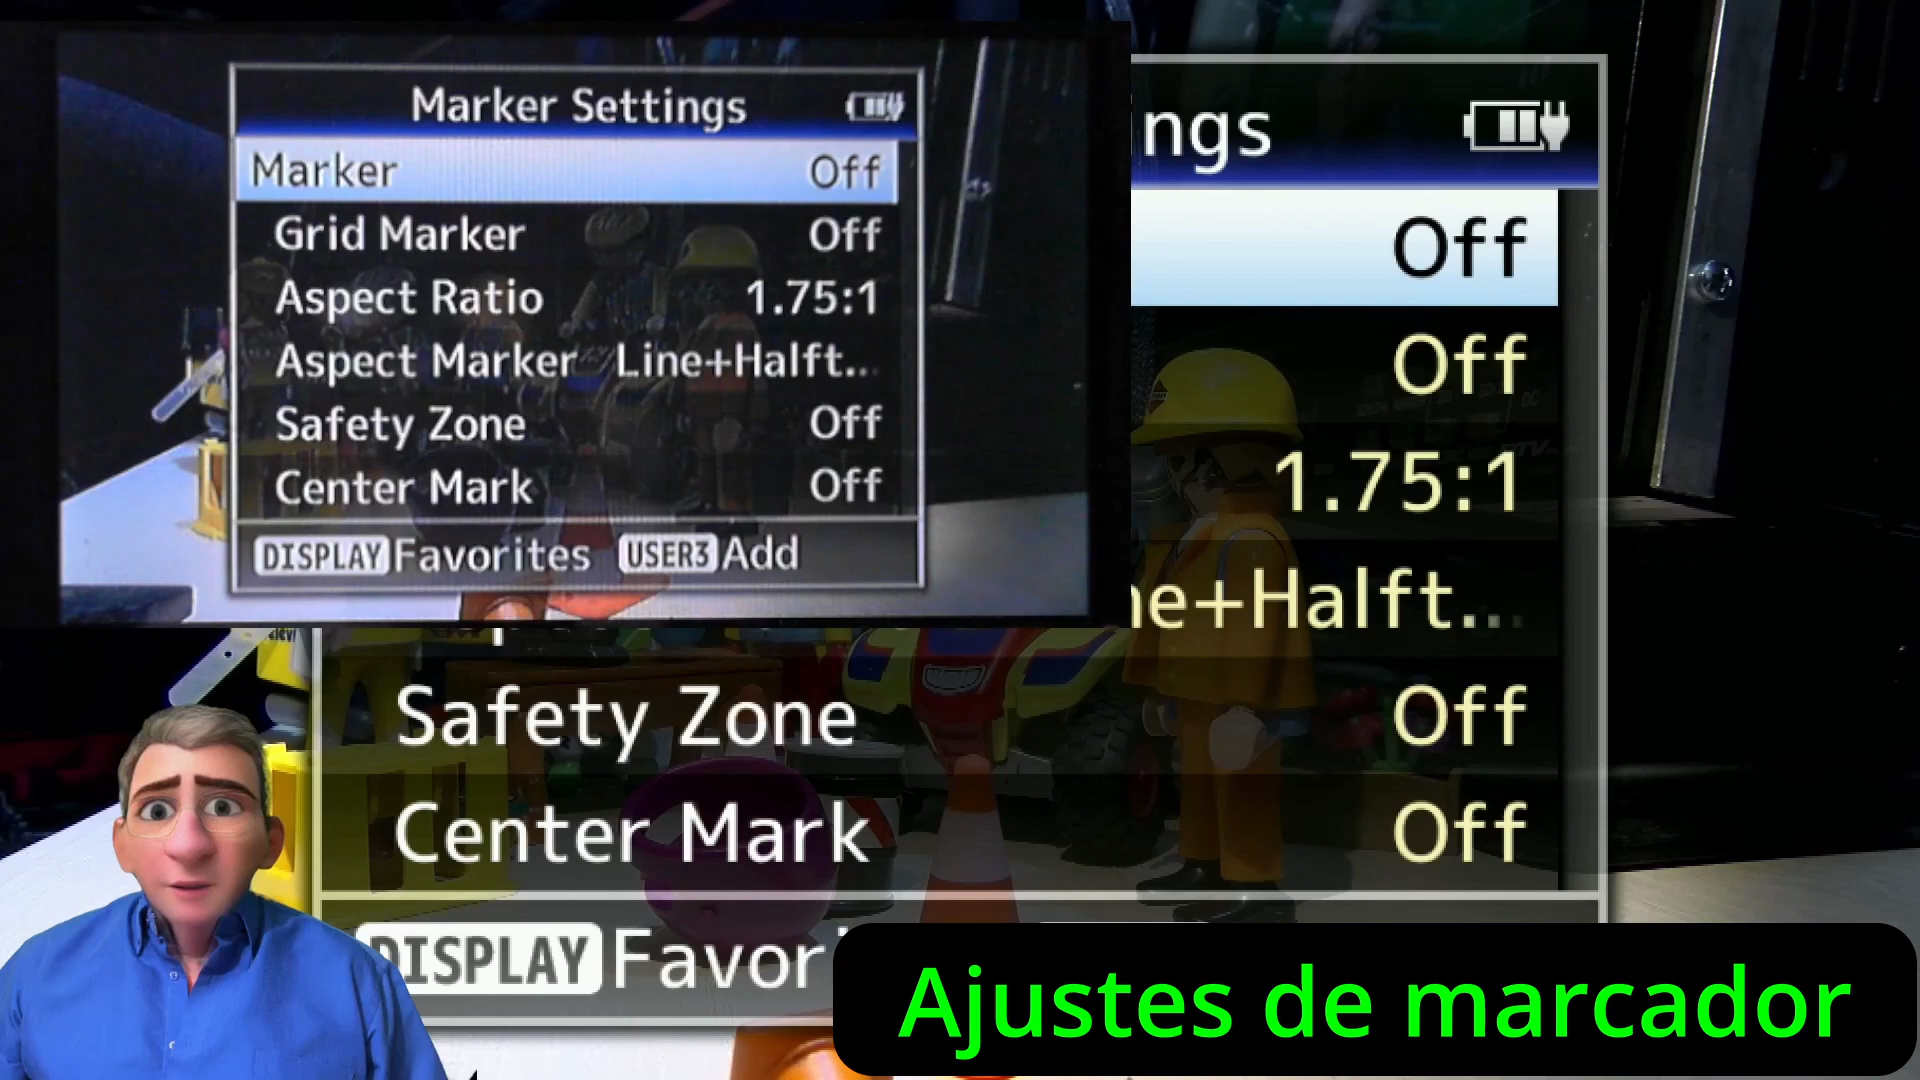 Marker Settings
Marker Off
Grid Marker Off
Aspect Ratio 1.75:1
Aspect Marker Line+Halft...
Safety Zone Off
Center Mark Off
DISPLAY Favorites USER3 Add
ngs
Off
Off
1.75:1
ne+Halft...
Safety Zone Off
Center Mark Off
DISPLAY Favori
Ajustes de marcador